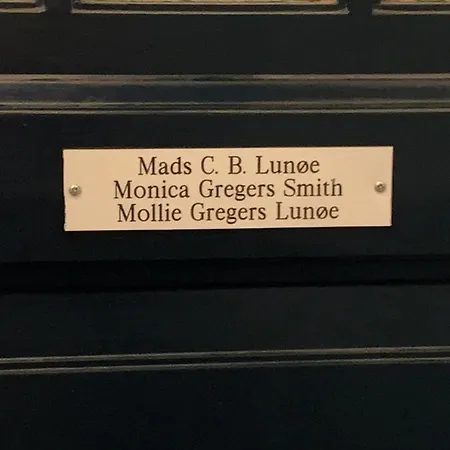 Mads C. B. Lunøe
Monica Gregers Smith
Mollie Gregers Lunøe